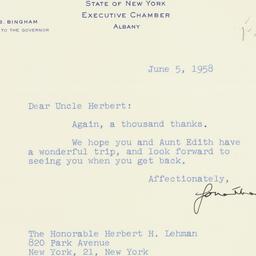 STATE OF NEW YORK
EXECUTIVE CHAMBER
ALBANY
B. BINGHAM
TO THE GOVERNOR
June 5, 1958
Dear Uncle Herbert:
Again, a thousand thanks.
We hope you and Aunt Edith have
a wonderful trip, and look forward to
seeing you when you get back.
Affectionately,
Jonathan
The Honorable Herbert H. Lehman
820 Park Avenue
New York, 21, New York